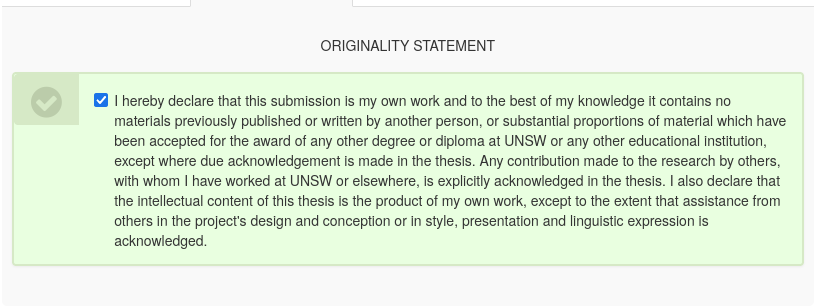 ORIGINALITY STATEMENT
I hereby declare that this submission is my own work and to the best of my knowledge it contains no
materials previously published or written by another person, or substantial proportions of material which have
been accepted for the award of any other degree or diploma at UNSW or any other educational institution,
except where due acknowledgement is made in the thesis. Any contribution made to the research by others,
with whom I have worked at UNSW or elsewhere, is explicitly acknowledged in the thesis. I also declare that
the intellectual content of this thesis is the product of my own work, except to the extent that assistance from
others in the project's design and conception or in style, presentation and linguistic expression is
acknowledged.